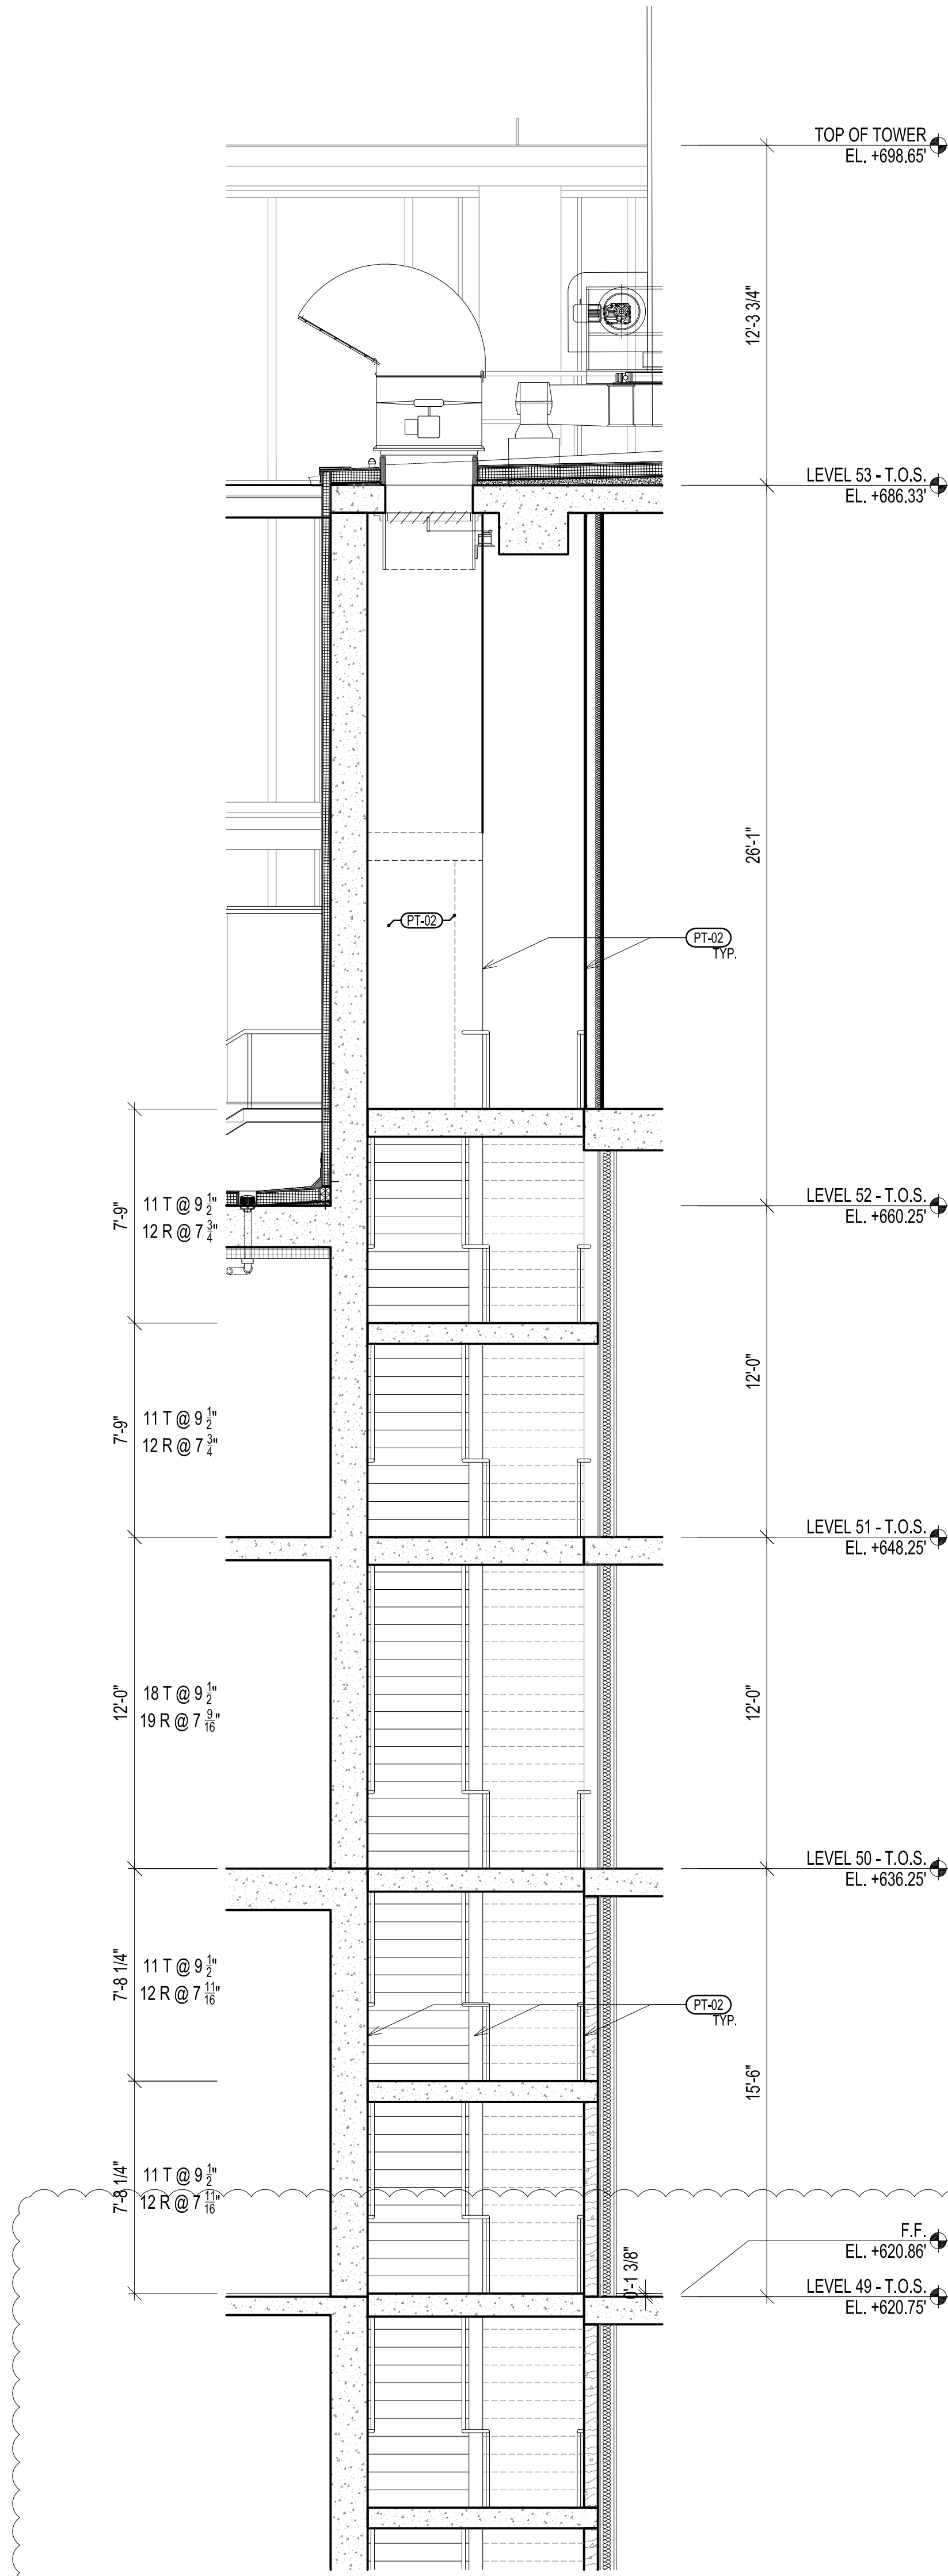 TOP OF TOWER
EL. +698.65'
12'-3 3/4"
LEVEL 53 - T.O.S.
EL. +686.33'
26'-1"
PT-02
PT-02
TYP.
7'-9"
11 T @ 9 1/2"
12 R @ 7 3/4"
LEVEL 52 - T.O.S.
EL. +660.25'
7'-9"
11 T @ 9 1/2"
12 R @ 7 3/4"
12'-0"
LEVEL 51 - T.O.S.
EL. +648.25'
12'-0"
18 T @ 9 1/2"
19 R @ 7 9/16"
12'-0"
LEVEL 50 - T.O.S.
EL. +636.25'
7'-8 1/4"
11 T @ 9 1/2"
12 R @ 7 11/16"
PT-02
TYP.
15'-6"
7'-8 1/4"
11 T @ 9 1/2"
12 R @ 7 11/16"
F.F.
EL. +620.86'
0'-1 3/8"
LEVEL 49 - T.O.S.
EL. +620.75'